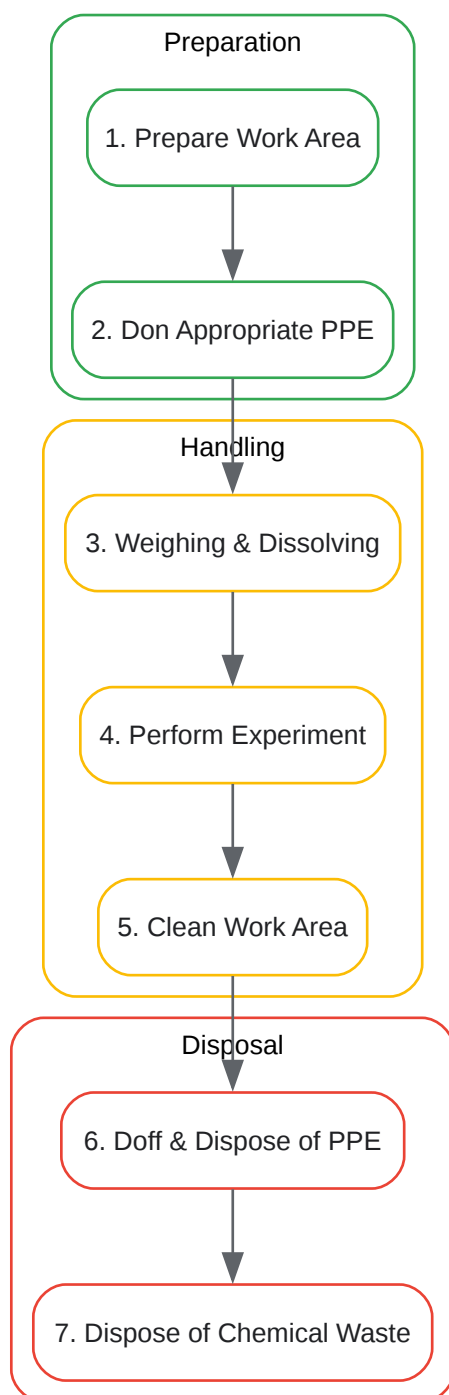 Preparation
1. Prepare Work Area
2. Don Appropriate PPE
Handling
3. Weighing & Dissolving
4. Perform Experiment
5. Clean Work Area
Disposal
6. Doff & Dispose of PPE
7. Dispose of Chemical Waste